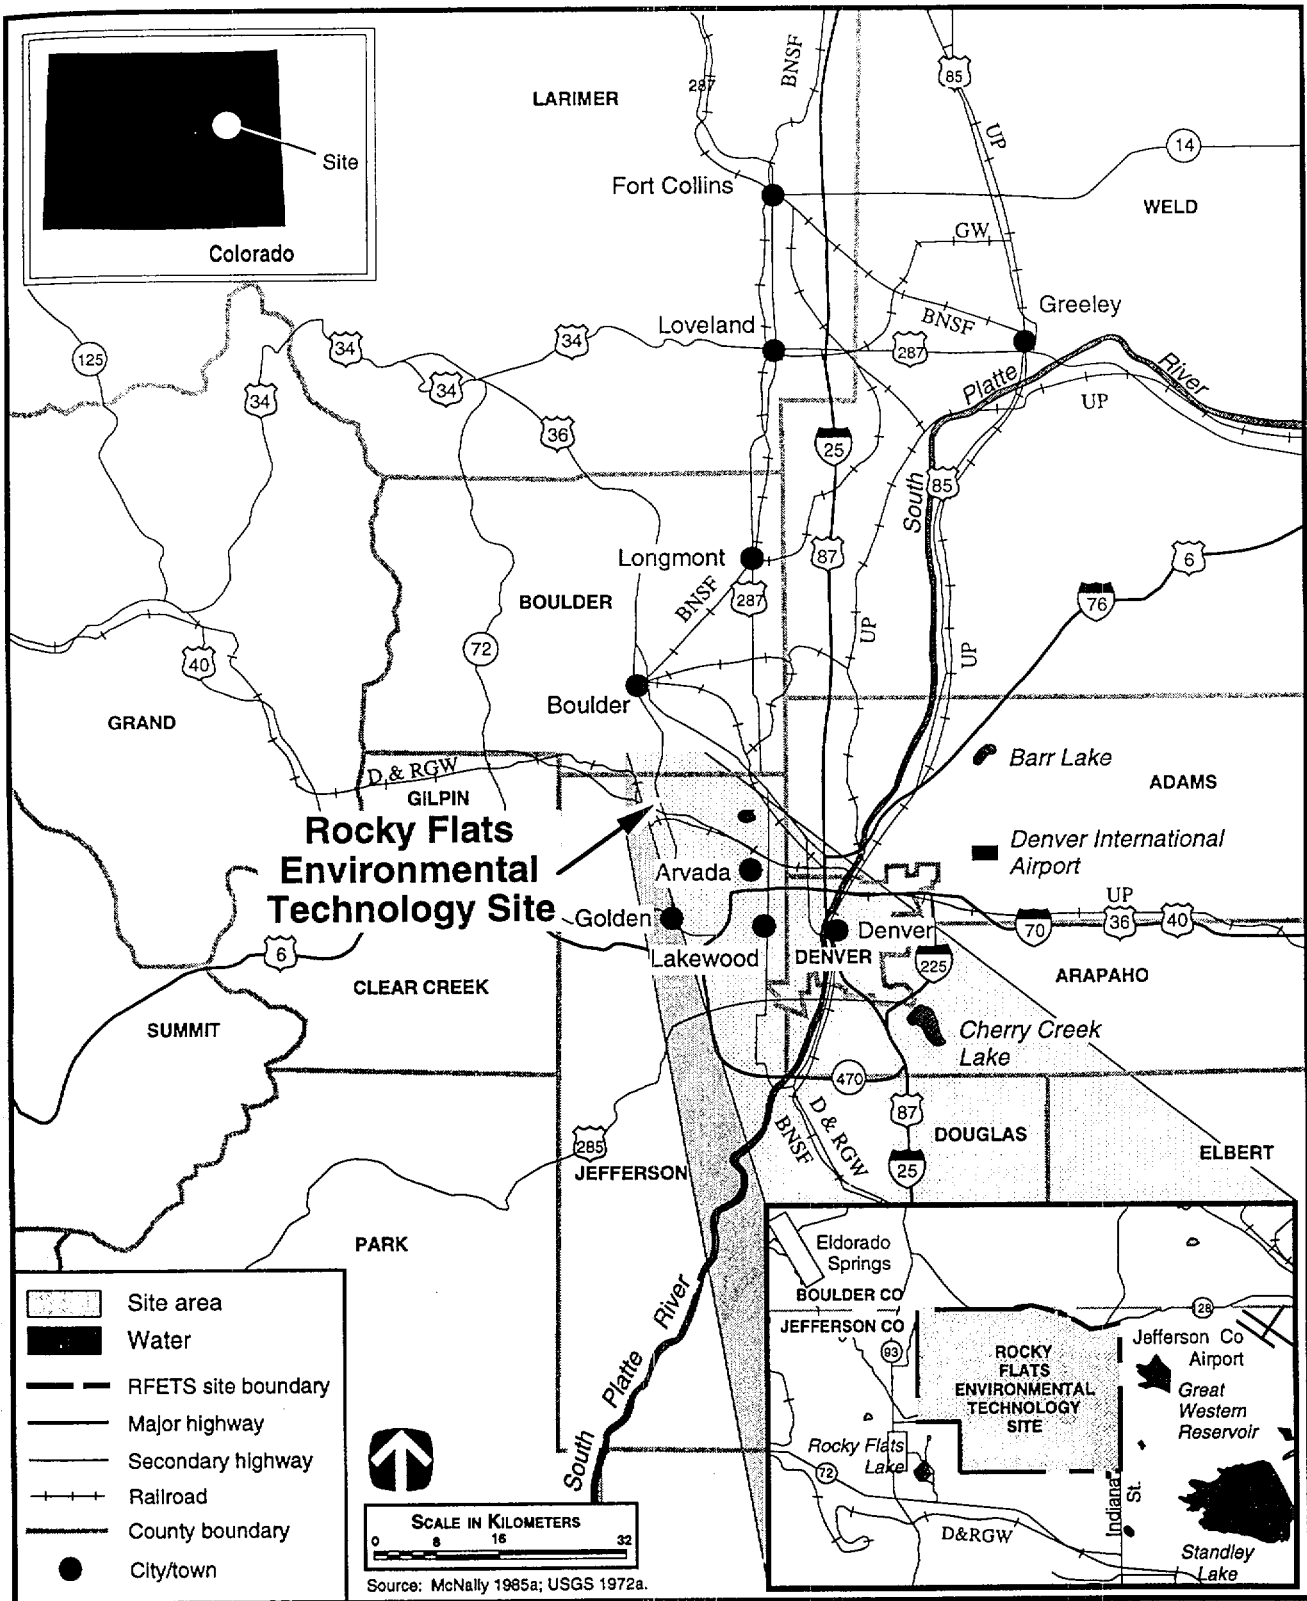 Site
Colorado
LARIMER
287
BNSF
85
UP
14
WELD
Fort Collins
GW
Greeley
BNSF
Loveland
287
34
34
34
34
125
36
25
Platte
River
UP
South
85
87
6
76
Longmont
BNSF
287
BOULDER
72
UP
UP
40
GRAND
Boulder
Barr Lake
ADAMS
D & RGW
GILPIN
Denver International
Airport
Rocky Flats
Environmental
Technology Site
Arvada
Golden
Lakewood
Denver
DENVER
UP
70
36
40
225
ARAPAHO
6
CLEAR CREEK
SUMMIT
Cherry Creek
Lake
470
87
25
D & RGW
BNSF
DOUGLAS
ELBERT
285
JEFFERSON
PARK
South Platte River
Eldorado
Springs
BOULDER CO
JEFFERSON CO
28
93
ROCKY
FLATS
ENVIRONMENTAL
TECHNOLOGY
SITE
Jefferson Co
Airport
Great
Western
Reservoir
Rocky Flats
Lake
72
D&RGW
Indiana
St.
Standley
Lake
Site area
Water
RFETS site boundary
Major highway
Secondary highway
Railroad
County boundary
City/town
SCALE IN KILOMETERS
0 8 16 32
Source: McNally 1985a; USGS 1972a.